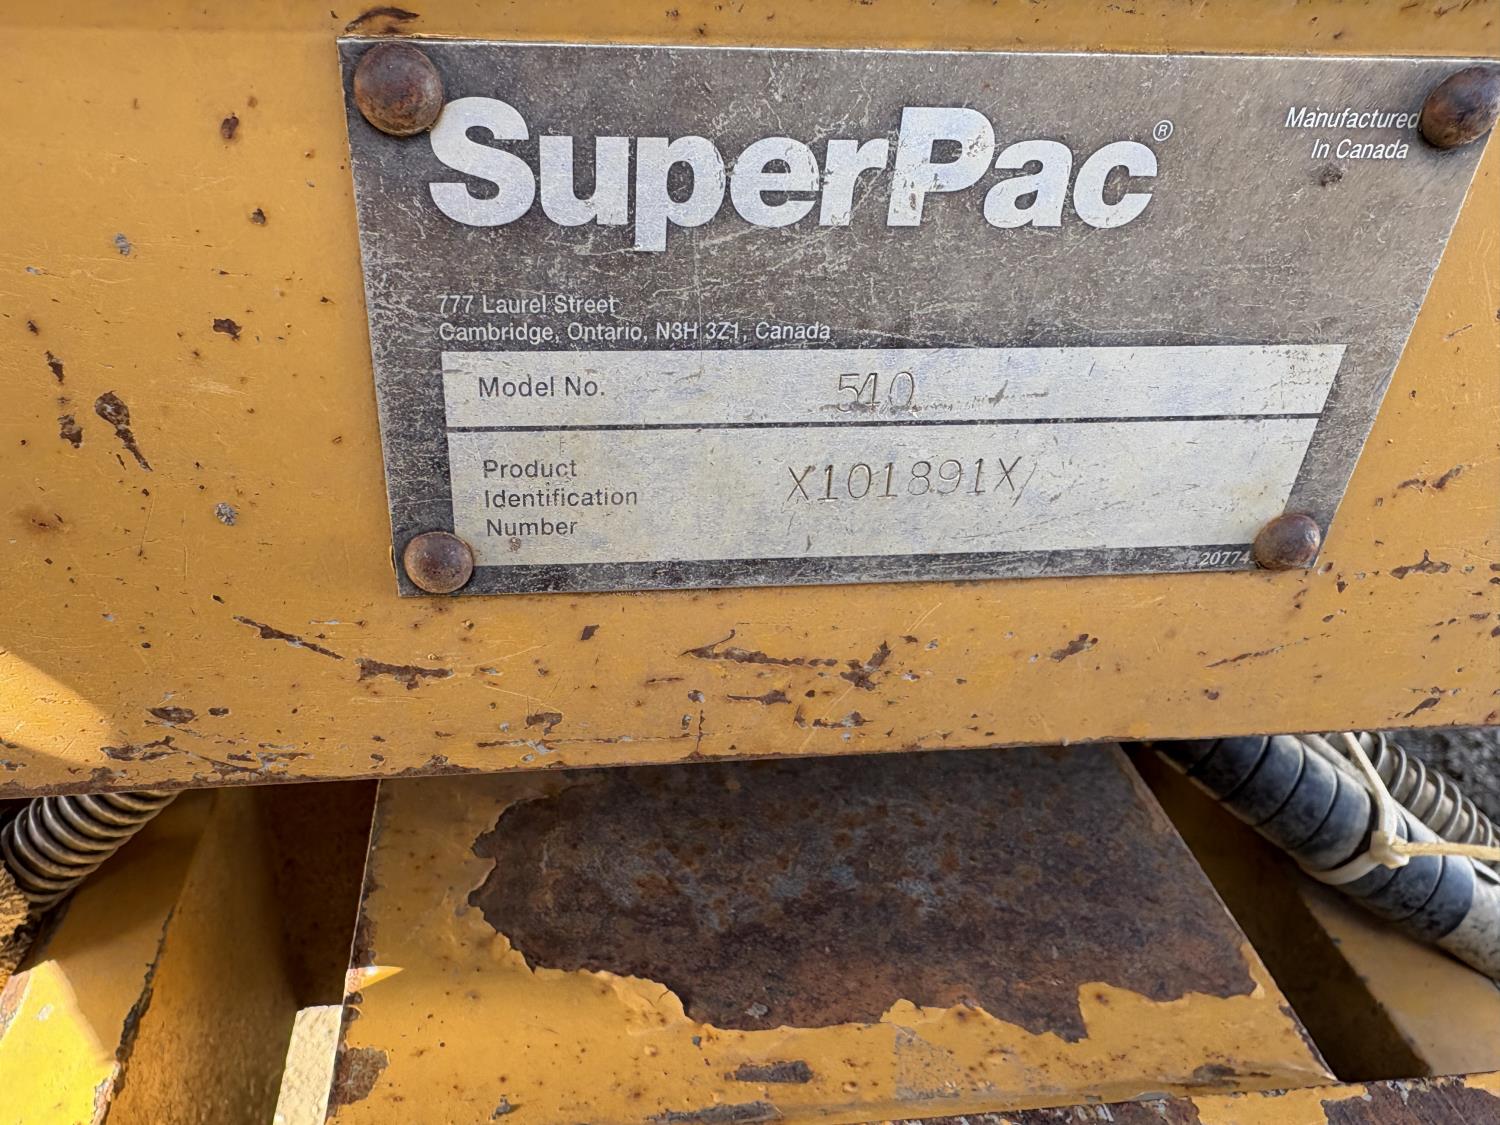 SuperPac®
Manufactured
In Canada
777 Laurel Street
Cambridge, Ontario, N3H 3Z1, Canada
Model No. 510
Product
Identification
Number
X101891X
20774